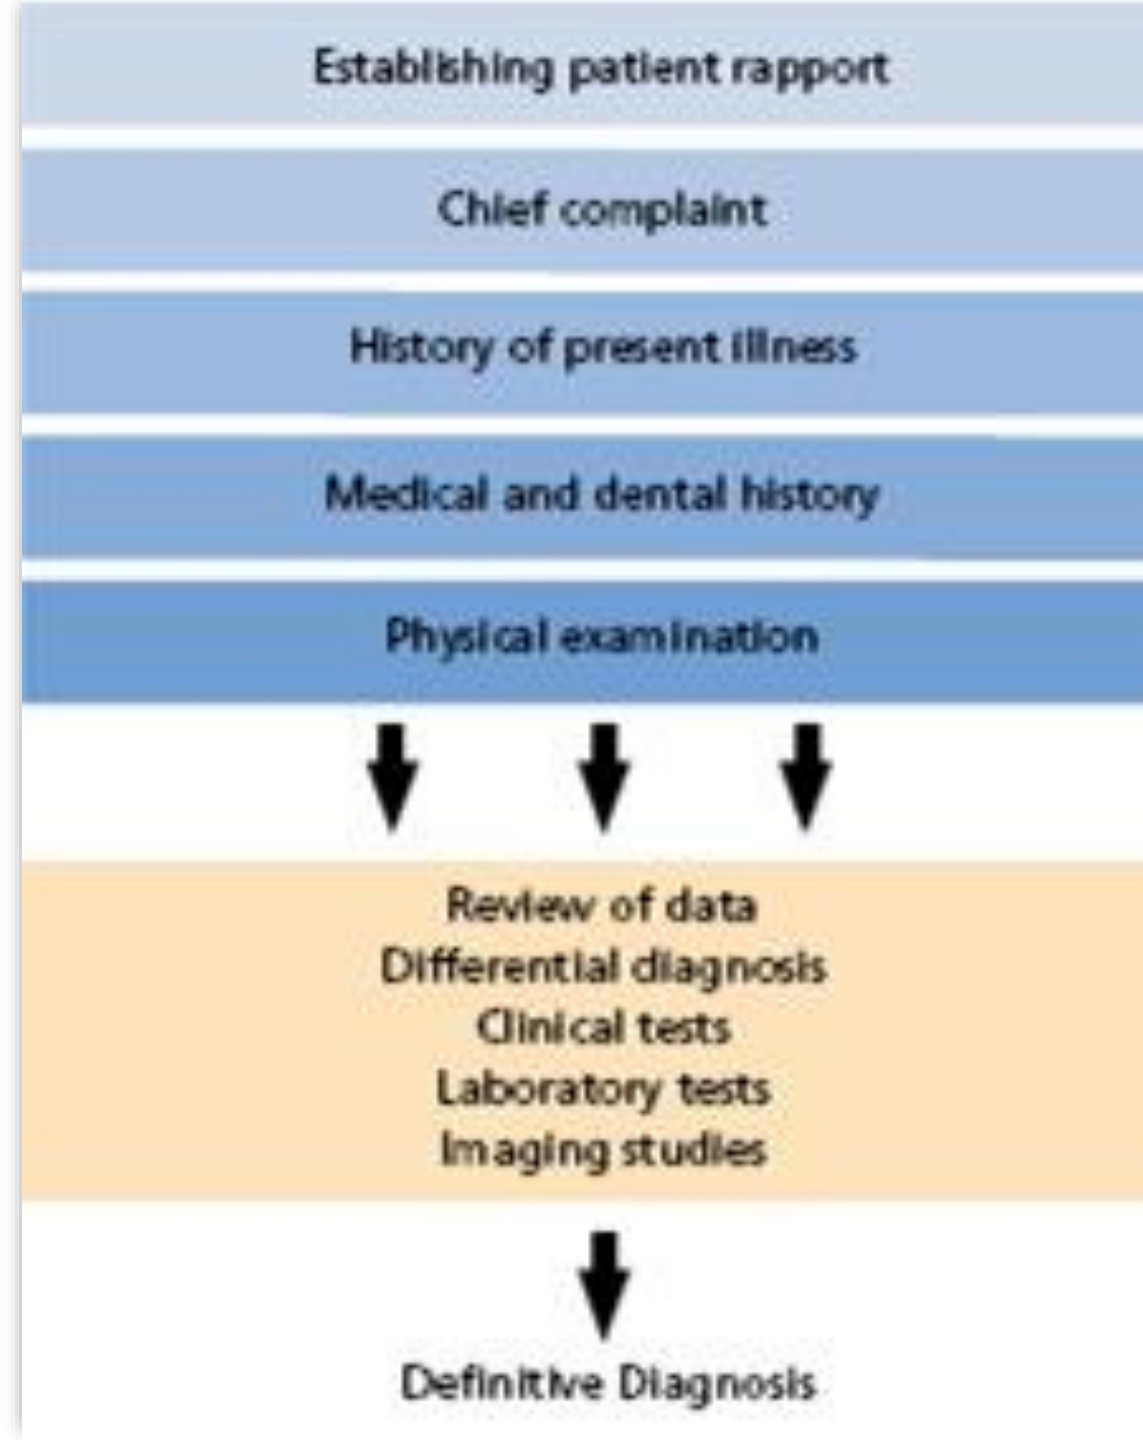 Establishing patient rapport
Chief complaint
History of present illness
Medical and dental history
Physical examination
Review of data
Differential diagnosis
Clinical tests
Laboratory tests
Imaging studies
Definitive Diagnosis